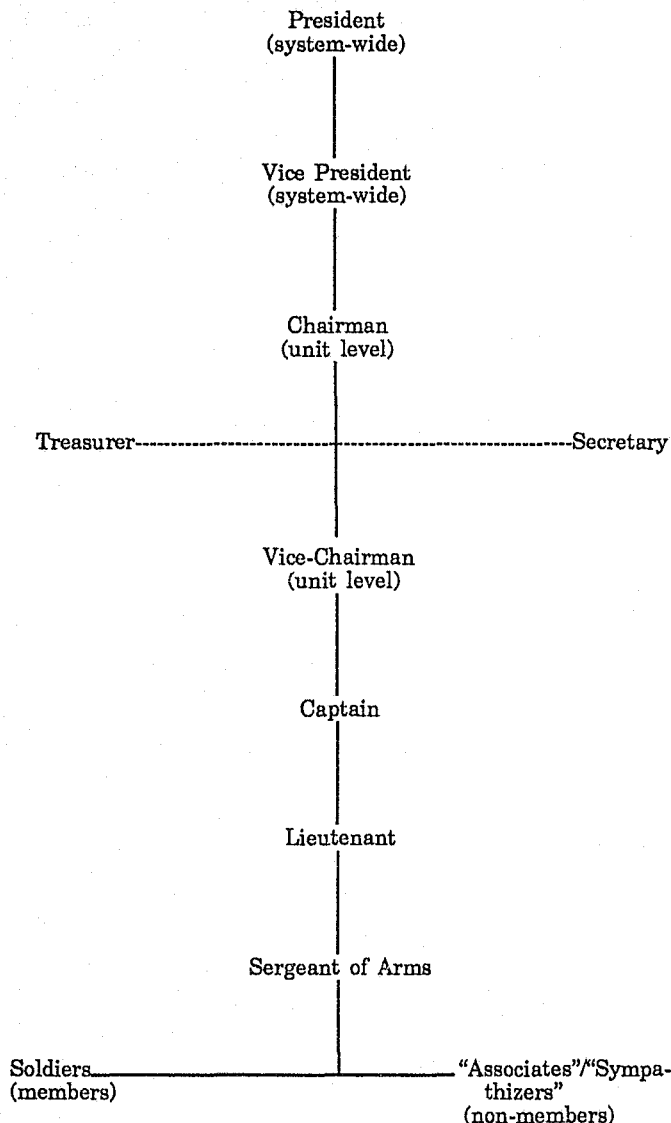 President
(system-wide)
Vice President
(system-wide)
Chairman
(unit level)
Treasurer
Secretary
Vice-Chairman
(unit level)
Captain
Lieutenant
Sergeant of Arms
Soldiers
(members)
"Associates"/"Sympa-
thizers"
(non-members)